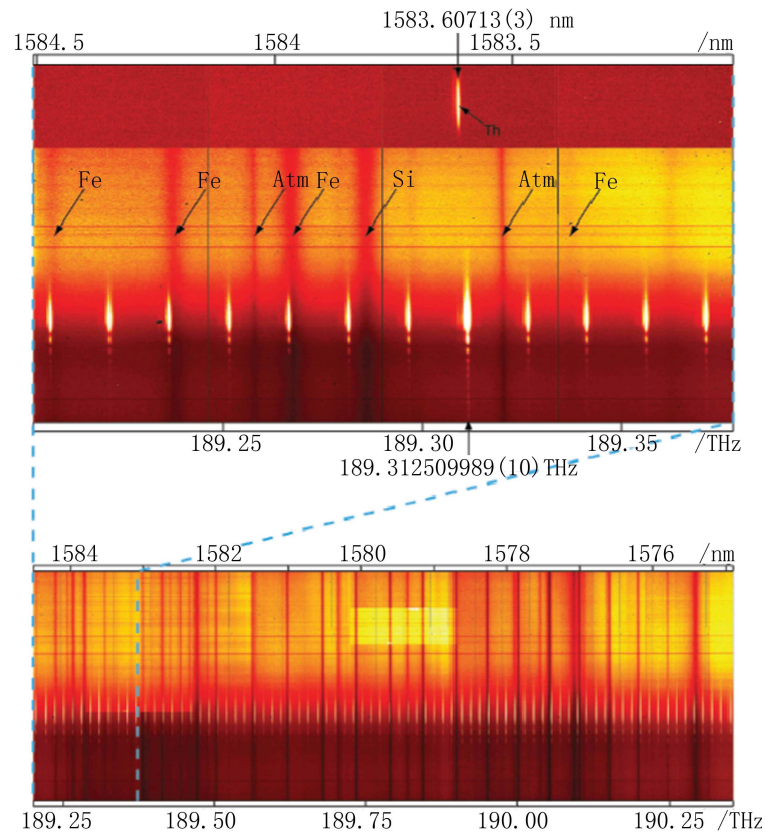 1583.60713(3) nm
1584.5 1584 1583.5 /nm
Th
Fe Fe Atm Fe Si Atm Fe
189.25 189.30 189.35 /THz
189.312509989(10)THz
1584 1582 1580 1578 1576 /nm
189.25 189.50 189.75 190.00 190.25 /THz